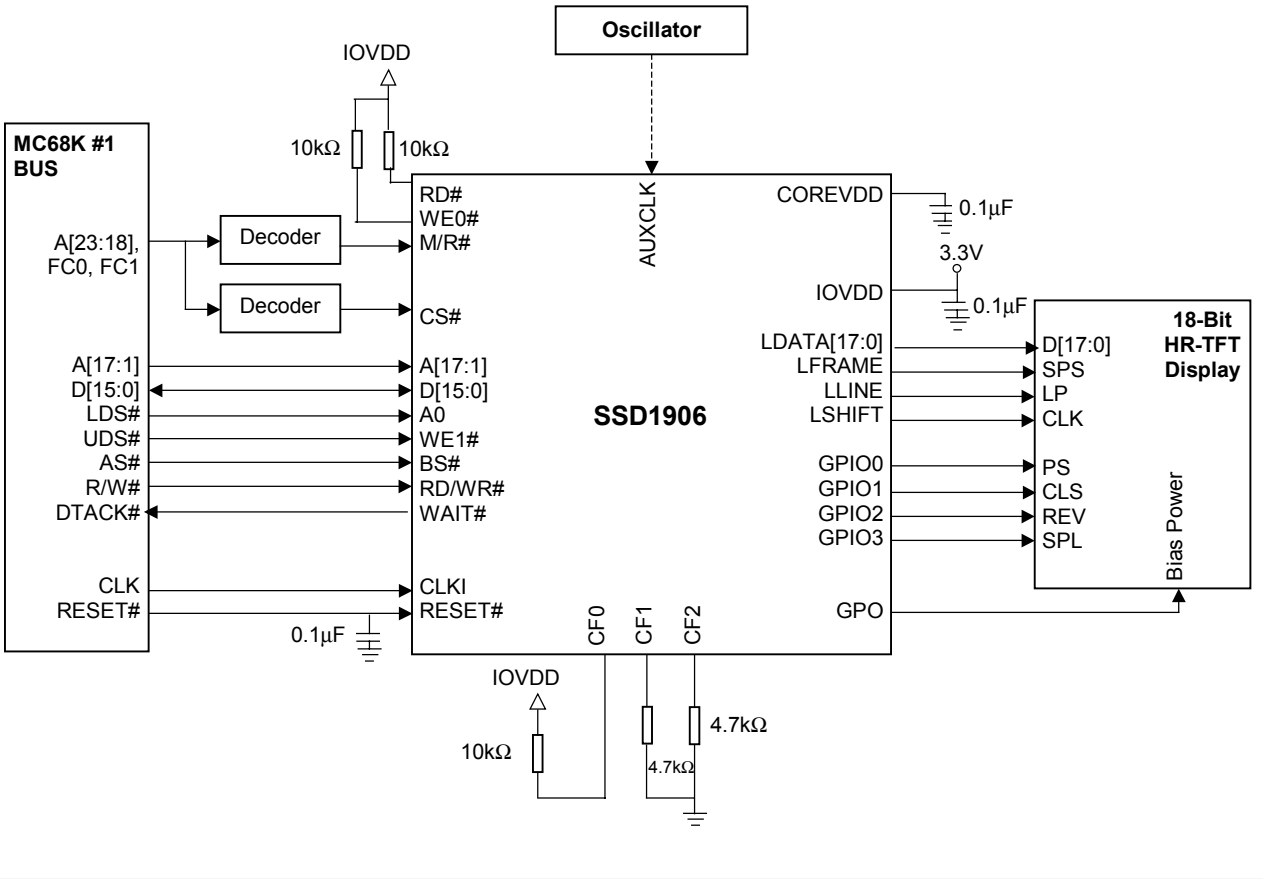 Oscillator
IOVDD
10kΩ
10kΩ
MC68K #1
BUS
A[23:18],
FC0, FC1
Decoder
Decoder
A[17:1]
D[15:0]
LDS#
UDS#
AS#
R/W#
DTACK#
CLK
RESET#
0.1μF
RD#
WE0#
M/R#
CS#
A[17:1]
D[15:0]
A0
WE1#
BS#
RD/WR#
WAIT#
CLKI
RESET#
AUXCLK
SSD1906
CF0
CF1
CF2
COREVDD
IOVDD
LDATA[17:0]
LFRAME
LLINE
LSHIFT
GPIO0
GPIO1
GPIO2
GPIO3
GPO
0.1μF
3.3V
0.1μF
18-Bit
HR-TFT
Display
D[17:0]
SPS
LP
CLK
PS
CLS
REV
SPL
Bias Power
IOVDD
10kΩ
4.7kΩ
4.7kΩ